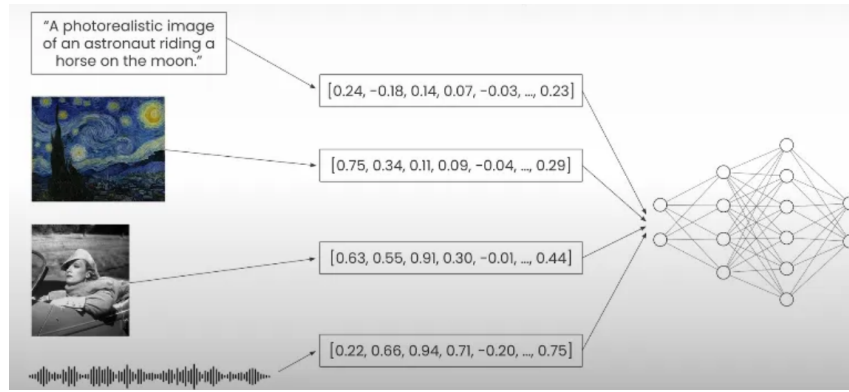 “A photorealistic image
of an astronaut riding a
horse on the moon.”
[0.24, −0.18, 0.14, 0.07, −0.03, ..., 0.23]
[0.75, 0.34, 0.11, 0.09, −0.04, ..., 0.29]
[0.63, 0.55, 0.91, 0.30, −0.01, ..., 0.44]
[0.22, 0.66, 0.94, 0.71, −0.20, ..., 0.75]